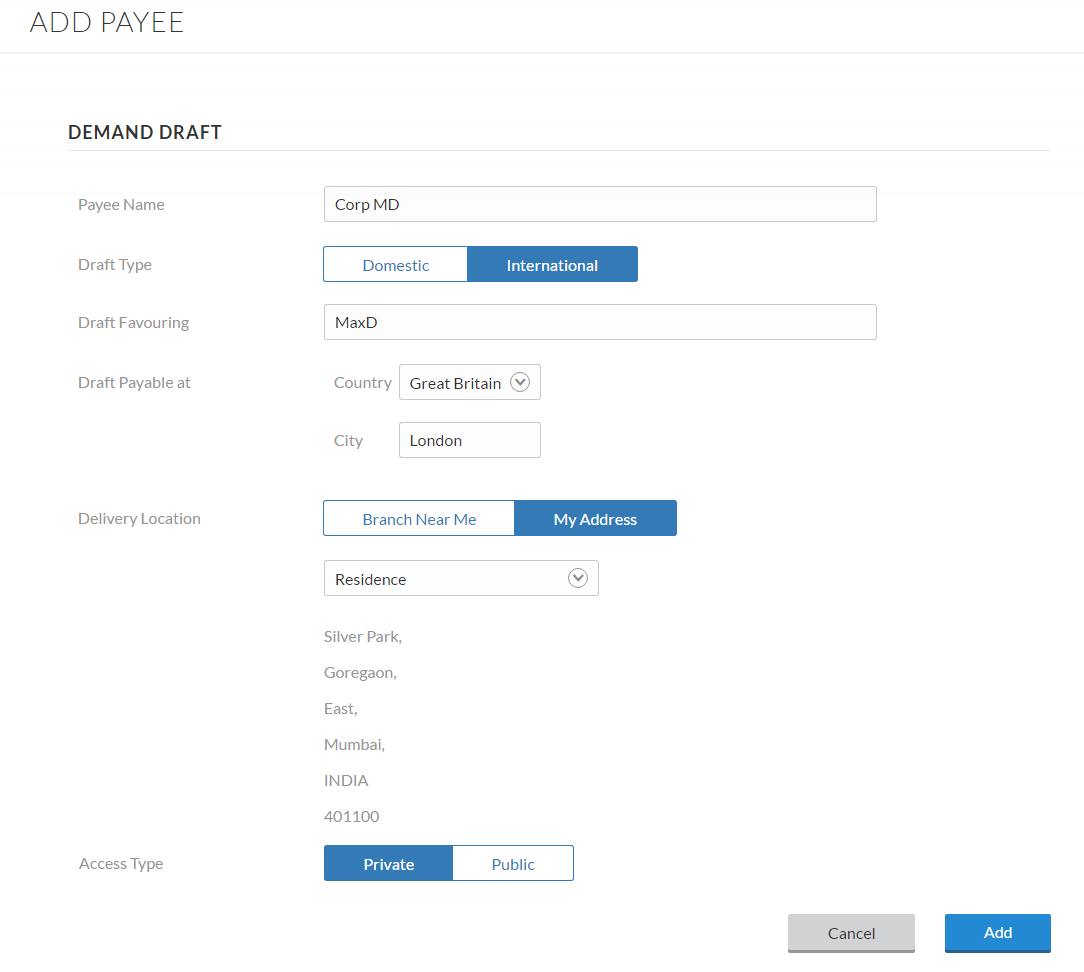 ADD PAYEE
DEMAND DRAFT
Payee Name Corp MD
Draft Type Domestic International
Draft Favouring MaxD
Draft Payable at Country Great Britain
City London
Delivery Location Branch Near Me My Address
Residence
Silver Park,
Goregaon,
East,
Mumbai,
INDIA
401100
Access Type Private Public
Cancel Add